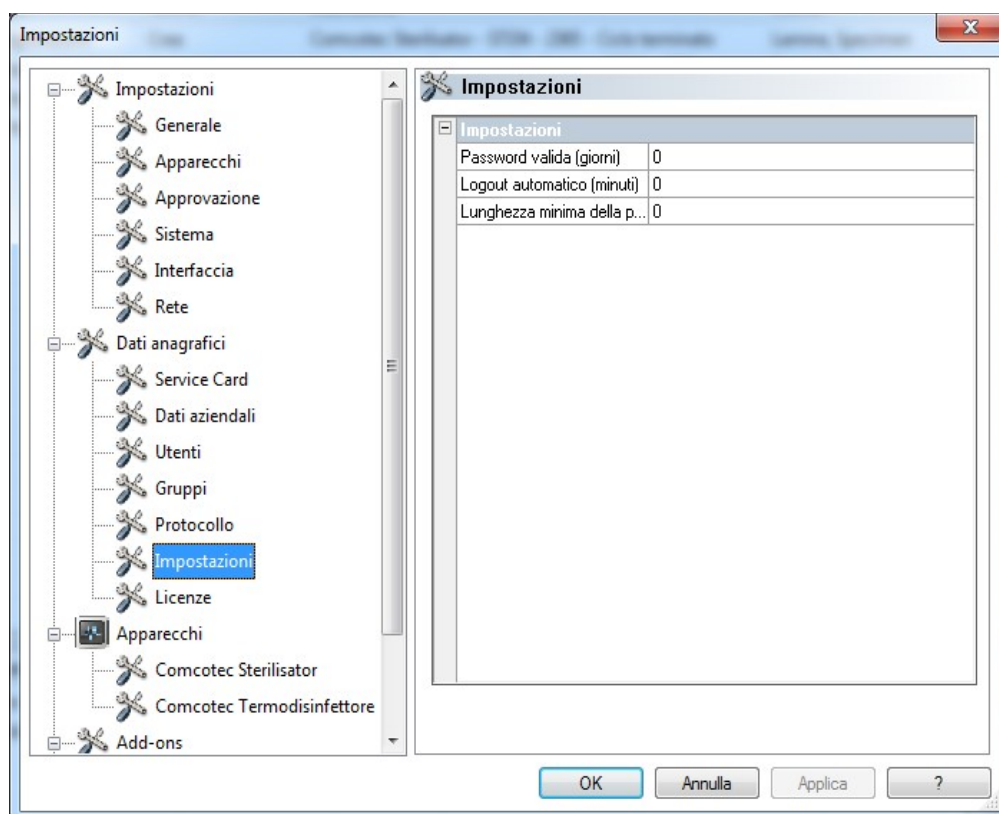 Impostazioni
Impostazioni
Generale
Apparecchi
Approvazione
Sistema
Interfaccia
Rete
Dati anagrafici
Service Card
Dati aziendali
Utenti
Gruppi
Protocollo
Impostazioni
Licenze
Apparecchi
Comcotec Sterilisator
Comcotec Termodisinfettore
Add-ons
Impostazioni
Impostazioni
Password valida (giorni) 0
Logout automatico (minuti) 0
Lunghezza minima della p... 0
OK Annulla Applica ?